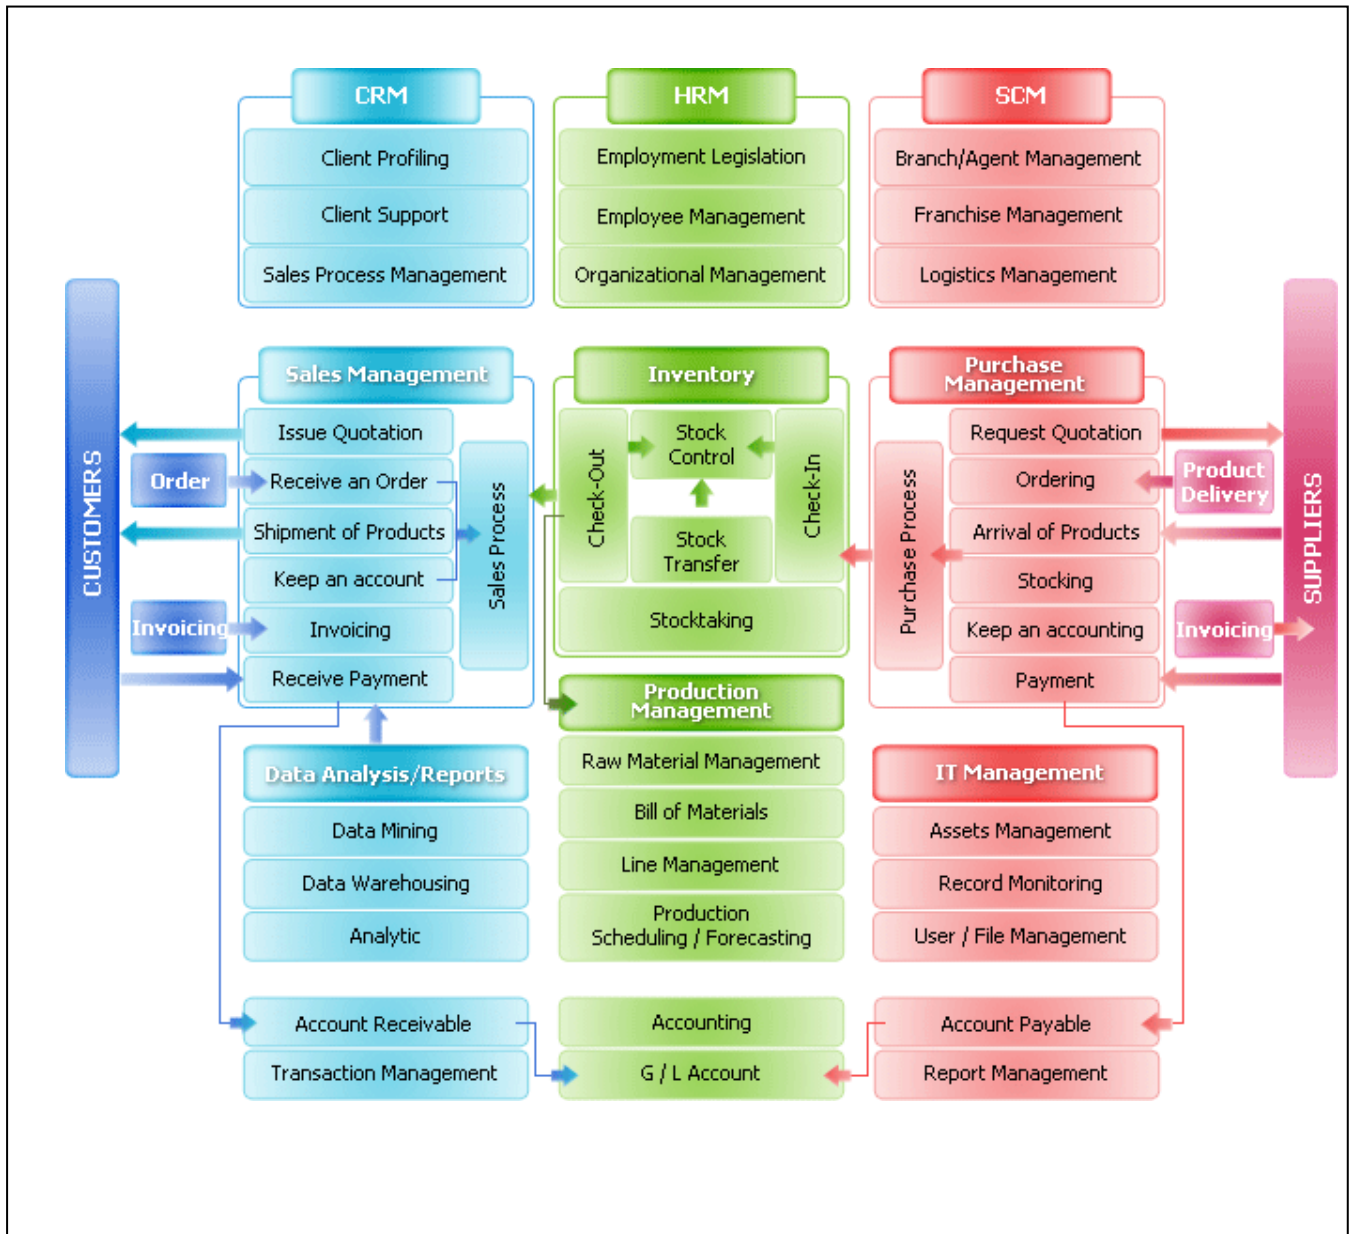 CRM
Client Profiling
Client Support
Sales Process Management
HRM
Employment Legislation
Employee Management
Organizational Management
SCM
Branch/Agent Management
Franchise Management
Logistics Management
CUSTOMERS
Order
Invoicing
Sales Management
Issue Quotation
Receive an Order
Shipment of Products
Keep an account
Invoicing
Receive Payment
Sales Process
Inventory
Check-Out
Stock
Control
Stock
Transfer
Check-In
Stocktaking
Purchase
Management
Purchase Process
Request Quotation
Ordering
Arrival of Products
Stocking
Keep an accounting
Payment
Product
Delivery
Invoicing
SUPPLIERS
Data Analysis/Reports
Data Mining
Data Warehousing
Analytic
Production
Management
Raw Material Management
Bill of Materials
Line Management
Production
Scheduling / Forecasting
IT Management
Assets Management
Record Monitoring
User / File Management
Account Receivable
Transaction Management
Accounting
G / L Account
Account Payable
Report Management